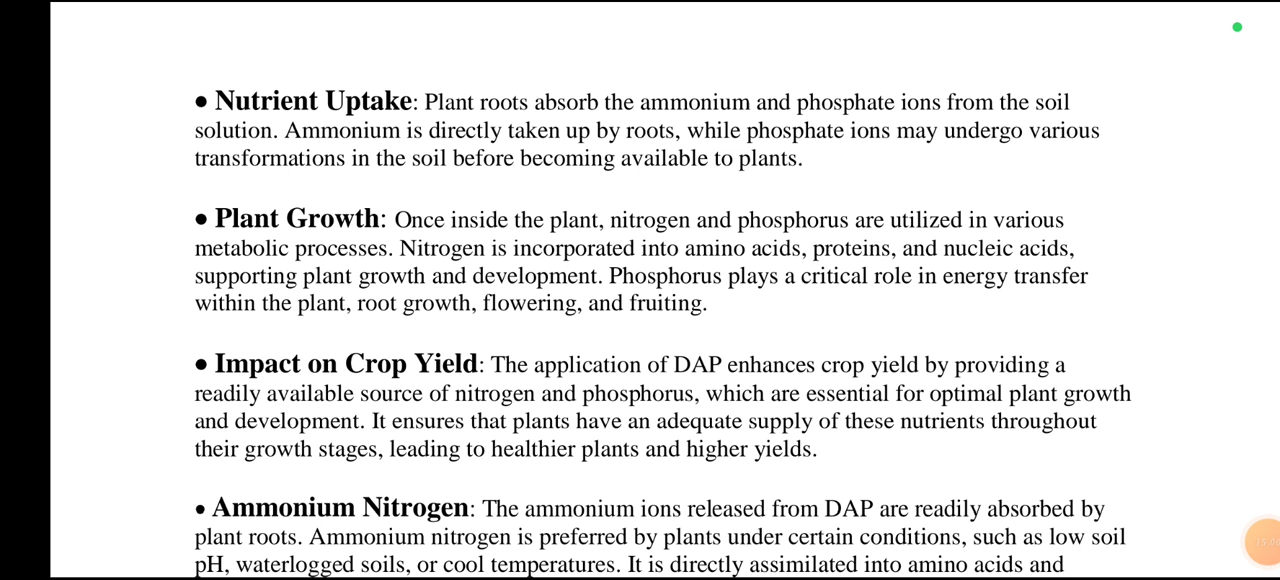 • Nutrient Uptake: Plant roots absorb the ammonium and phosphate ions from the soil
solution. Ammonium is directly taken up by roots, while phosphate ions may undergo various
transformations in the soil before becoming available to plants.
• Plant Growth: Once inside the plant, nitrogen and phosphorus are utilized in various
metabolic processes. Nitrogen is incorporated into amino acids, proteins, and nucleic acids,
supporting plant growth and development. Phosphorus plays a critical role in energy transfer
within the plant, root growth, flowering, and fruiting.
• Impact on Crop Yield: The application of DAP enhances crop yield by providing a
readily available source of nitrogen and phosphorus, which are essential for optimal plant growth
and development. It ensures that plants have an adequate supply of these nutrients throughout
their growth stages, leading to healthier plants and higher yields.
• Ammonium Nitrogen: The ammonium ions released from DAP are readily absorbed by
plant roots. Ammonium nitrogen is preferred by plants under certain conditions, such as low soil
pH, waterlogged soils, or cool temperatures. It is directly assimilated into amino acids and